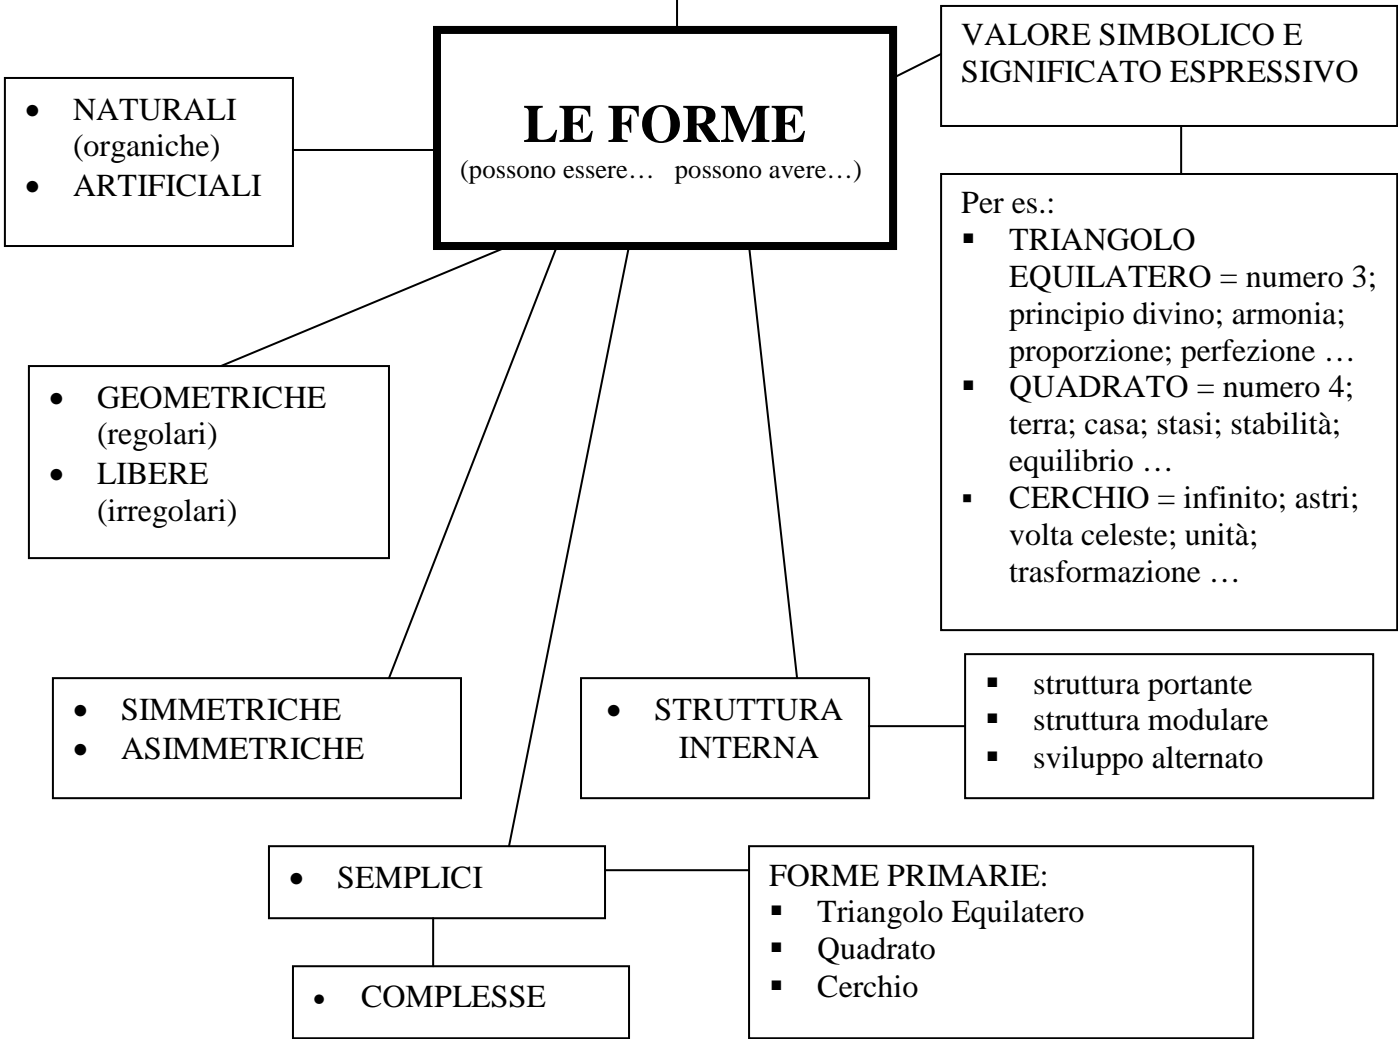 LE FORME
(possono essere… possono avere…)
VALORE SIMBOLICO E
SIGNIFICATO ESPRESSIVO
• NATURALI
(organiche)
• ARTIFICIALI
Per es.:
▪ TRIANGOLO
EQUILATERO = numero 3;
principio divino; armonia;
proporzione; perfezione …
▪ QUADRATO = numero 4;
terra; casa; stasi; stabilità;
equilibrio …
▪ CERCHIO = infinito; astri;
volta celeste; unità;
trasformazione …
• GEOMETRICHE
(regolari)
• LIBERE
(irregolari)
• SIMMETRICHE
• ASIMMETRICHE
• STRUTTURA
INTERNA
▪ struttura portante
▪ struttura modulare
▪ sviluppo alternato
• SEMPLICI
• COMPLESSE
FORME PRIMARIE:
▪ Triangolo Equilatero
▪ Quadrato
▪ Cerchio